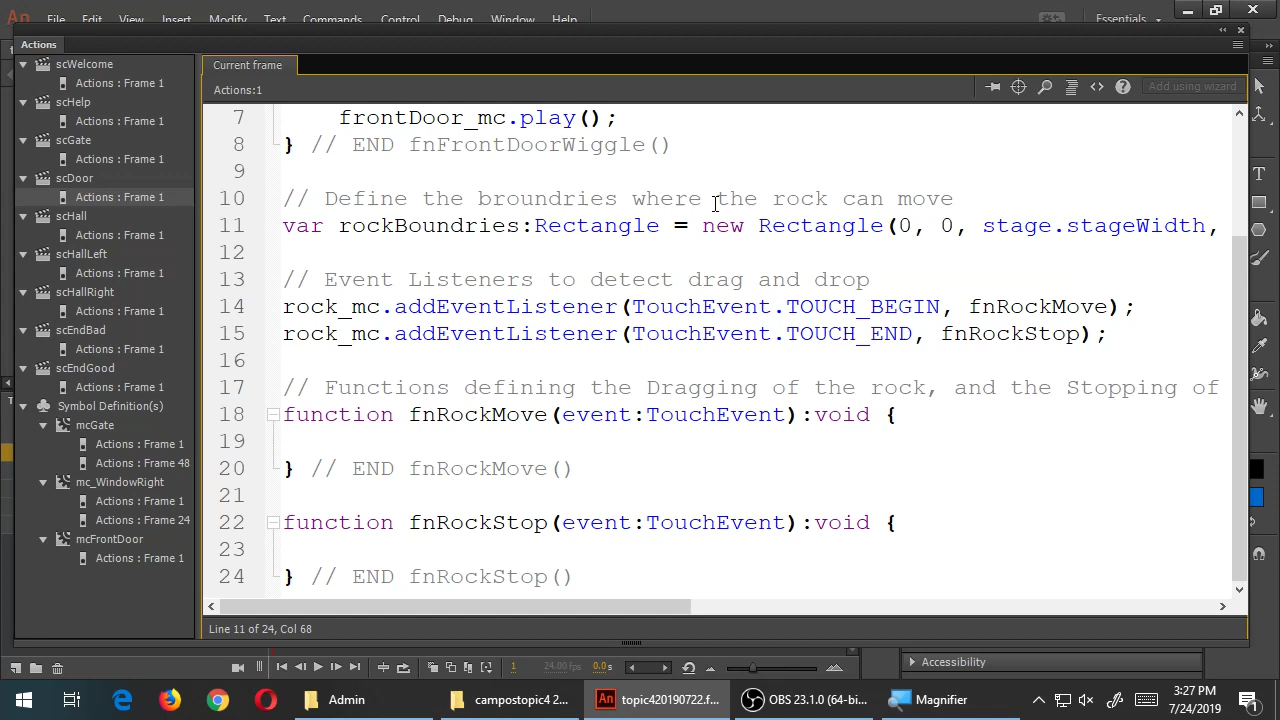 An File Edit View Insert Modify Text Commands Control Debug Window Help Essentials
Actions
scWelcome
Actions : Frame 1
scHelp
Actions : Frame 1
scGate
Actions : Frame 1
scDoor
Actions : Frame 1
scHall
Actions : Frame 1
scHallLeft
Actions : Frame 1
scHallRight
Actions : Frame 1
scEndBad
Actions : Frame 1
scEndGood
Actions : Frame 1
Symbol Definition(s)
mcGate
Actions : Frame 1
Actions : Frame 48
mc_WindowRight
Actions : Frame 1
Actions : Frame 24
mcFrontDoor
Actions : Frame 1
Current frame
Actions:1
Add using wizard
7 frontDoor_mc.play();
8 } // END fnFrontDoorWiggle()
9
10 // Define the broundries where the rock can move
11 var rockBoundries:Rectangle = new Rectangle(0, 0, stage.stageWidth,
12
13 // Event Listeners to detect drag and drop
14 rock_mc.addEventListener(TouchEvent.TOUCH_BEGIN, fnRockMove);
15 rock_mc.addEventListener(TouchEvent.TOUCH_END, fnRockStop);
16
17 // Functions defining the Dragging of the rock, and the Stopping of
18 function fnRockMove(event:TouchEvent):void {
19
20 } // END fnRockMove()
21
22 function fnRockStop(event:TouchEvent):void {
23
24 } // END fnRockStop()
Line 11 of 24, Col 68
1 24.00 fps 0.0 s
Accessibility
Admin
campostopic4 2...
An topic420190722.f...
OBS 23.1.0 (64-bi...
Magnifier
3:27 PM
7/24/2019
1